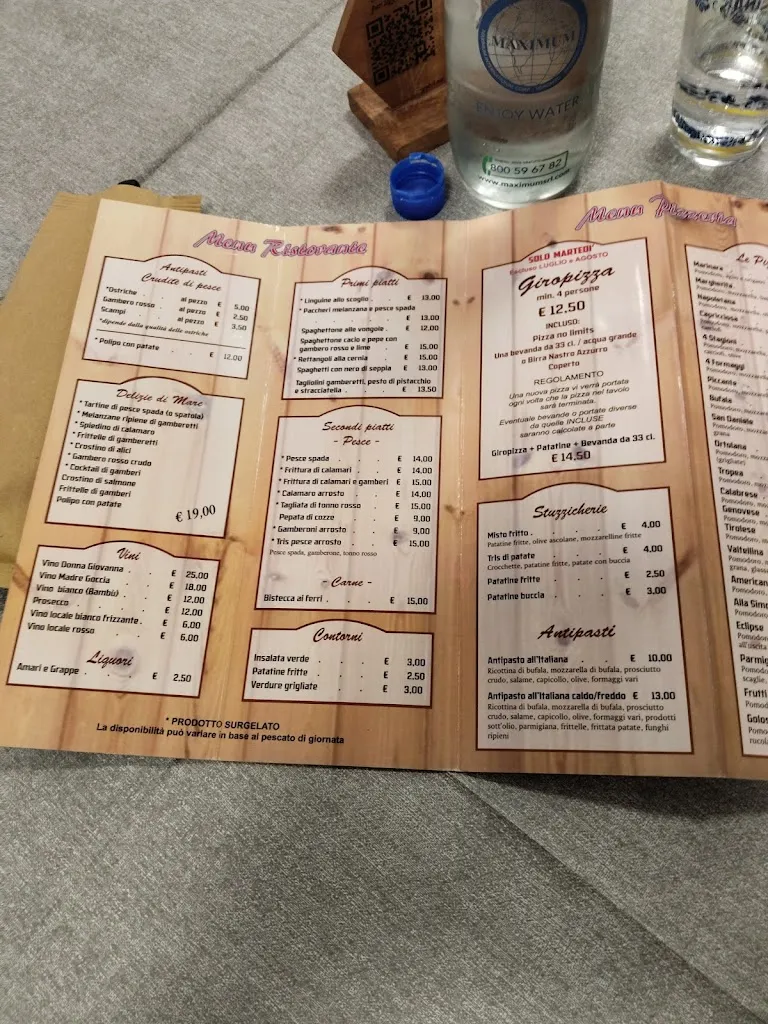 MAXIMUM
ENJOY WATER
800 59 67 82
www.maximumsrl.com
Menu Ristorante
Antipasti
Crudité di pesce
*Ostriche al pezzo € 5,00
Gambero rosso al pezzo € 2,50
Scampi al pezzo € 3,50
*dipende dalla qualità delle ostriche
* Polipo con patate . . € 12,00
Delizie di Mare
* Tartine di pesce spada (o spatola)
* Melanzane ripiene di gamberetti
* Spiedino di calamaro
* Frittelle di gamberetti
* Crostino di alici
* Gambero rosso crudo
* Cocktail di gamberi
Crostino di salmone
Frittelle di gamberi
Polipo con patate
€ 19,00
Vini
Vino Donna Giovanna . . € 25,00
Vino Madre Goccia . . € 18,00
Vino bianco (Bambù) . . € 12,00
Prosecco . . . € 12,00
Vino locale bianco frizzante . € 6,00
Vino locale rosso . . € 6,00
Liquori
Amari e Grappe . . € 2,50
Primi piatti
* Linguine allo scoglio . . € 13,00
* Paccheri melanzana e pesce spada
. . . € 13,00
Spaghettone alle vongole . € 12,00
Spaghettone cacio e pepe con
gambero rosso e lime . . € 15,00
* Rettangoli alla cernia . € 15,00
Spaghetti con nero di seppia . € 13,00
Tagliolini gamberetti, pesto di pistacchio
e stracciatella . . . € 13,50
Secondi piatti
- Pesce -
* Pesce spada . . . € 14,00
* Frittura di calamari . . € 14,00
* Frittura di calamari e gamberi € 15,00
* Calamaro arrosto . . € 14,00
* Tagliata di tonno rosso . € 15,00
Pepata di cozze . . € 9,00
* Gamberoni arrosto . . € 9,00
* Tris pesce arrosto . . € 15,00
Pesce spada, gamberone, tonno rosso
- Carne -
Bistecca ai ferri . . . € 15,00
Contorni
Insalata verde . . . € 3,00
Patatine fritte . . . € 2,50
Verdure grigliate . . . € 3,00
* PRODOTTO SURGELATO
La disponibilità può variare in base al pescato di giornata
Menu Pizzeria
SOLO MARTEDI'
Escluso LUGLIO e AGOSTO
Giropizza
min. 4 persone
€ 12,50
INCLUSO:
Pizza no limits
Una bevanda da 33 cl. / acqua grande
o Birra Nastro Azzurro
Coperto
REGOLAMENTO
Una nuova pizza vi verrà portata
ogni volta che la pizza nel tavolo
sarà terminata.
Eventuale bevande o portate diverse
da quelle INCLUSE
saranno calcolate a parte
Giropizza + Patatine + Bevanda da 33 cl.
€ 14,50
Stuzzicherie
Misto fritto . . . . € 4,00
Patatine fritte, olive ascolane, mozzarelline fritte
Tris di patate . . . € 4,00
Crocchette, patatine fritte, patate con buccia
Patatine fritte . . . € 2,50
Patatine buccia . . . € 3,00
Antipasti
Antipasto all'Italiana . . € 10,00
Ricottina di bufala, mozzarella di bufala, prosciutto
crudo, salame, capicollo, olive, formaggi vari
Antipasto all'Italiana caldo/freddo € 13,00
Ricottina di bufala, mozzarella di bufala, prosciutto
crudo, salame, capicollo, olive, formaggi vari, prodotti
sott'olio, parmigiana, frittelle, frittata patate, funghi
ripieni
Le Pi
Marinara
Margherita
Napoletana
Capricciosa
4 Stagioni
4 Formaggi
Piccante
Bufala
San Daniele
Ortolana
(grigliate)
Tropea
Calabrese
Genovese
Tirolese
Valtellina
American
Alla Sim
Eclipse
Parmig
Frutti
Golos